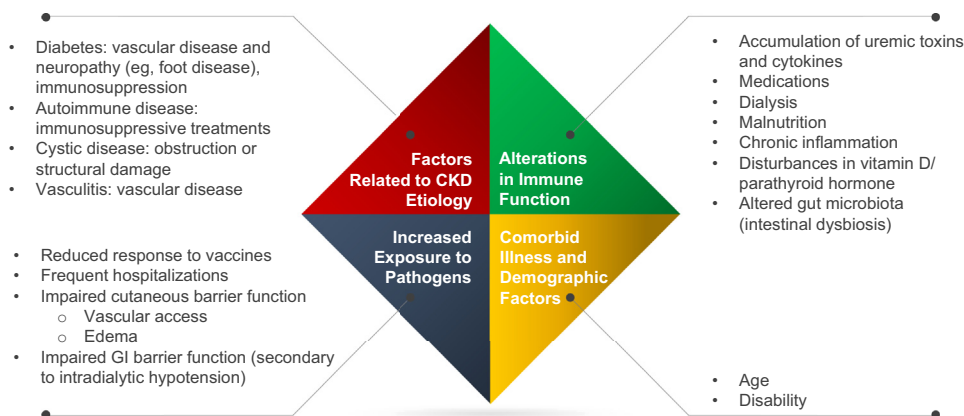 • Diabetes: vascular disease and
neuropathy (eg, foot disease),
immunosuppression
• Autoimmune disease:
immunosuppressive treatments
• Cystic disease: obstruction or
structural damage
• Vasculitis: vascular disease
Factors
Related to CKD
Etiology
Alterations
in Immune
Function
• Accumulation of uremic toxins
and cytokines
• Medications
• Dialysis
• Malnutrition
• Chronic inflammation
• Disturbances in vitamin D/
parathyroid hormone
• Altered gut microbiota
(intestinal dysbiosis)
• Reduced response to vaccines
• Frequent hospitalizations
• Impaired cutaneous barrier function
o Vascular access
o Edema
• Impaired GI barrier function (secondary
to intradialytic hypotension)
Increased
Exposure to
Pathogens
Comorbid
Illness and
Demographic
Factors
• Age
• Disability